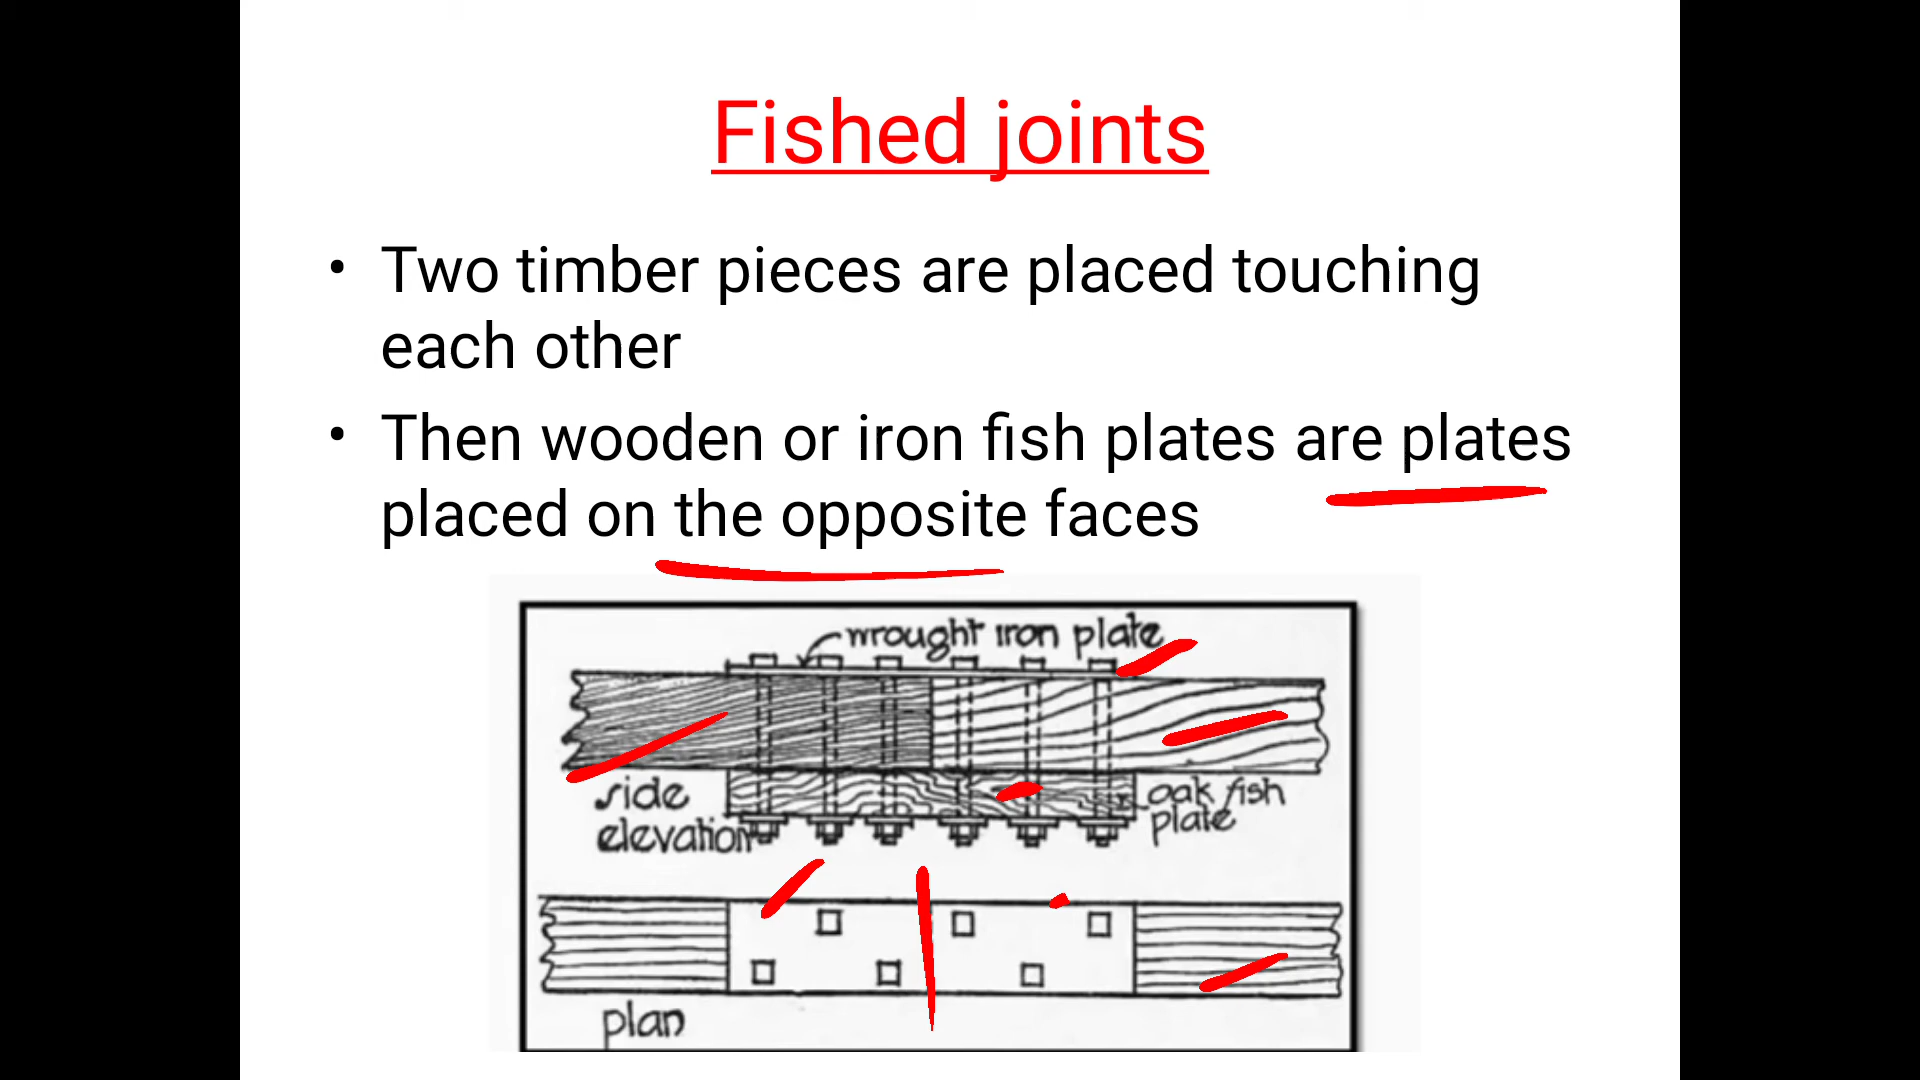 Fished joints
• Two timber pieces are placed touching
each other
• Then wooden or iron fish plates are plates
placed on the opposite faces
wrought iron plate
side
elevation
oak fish
plate
plan